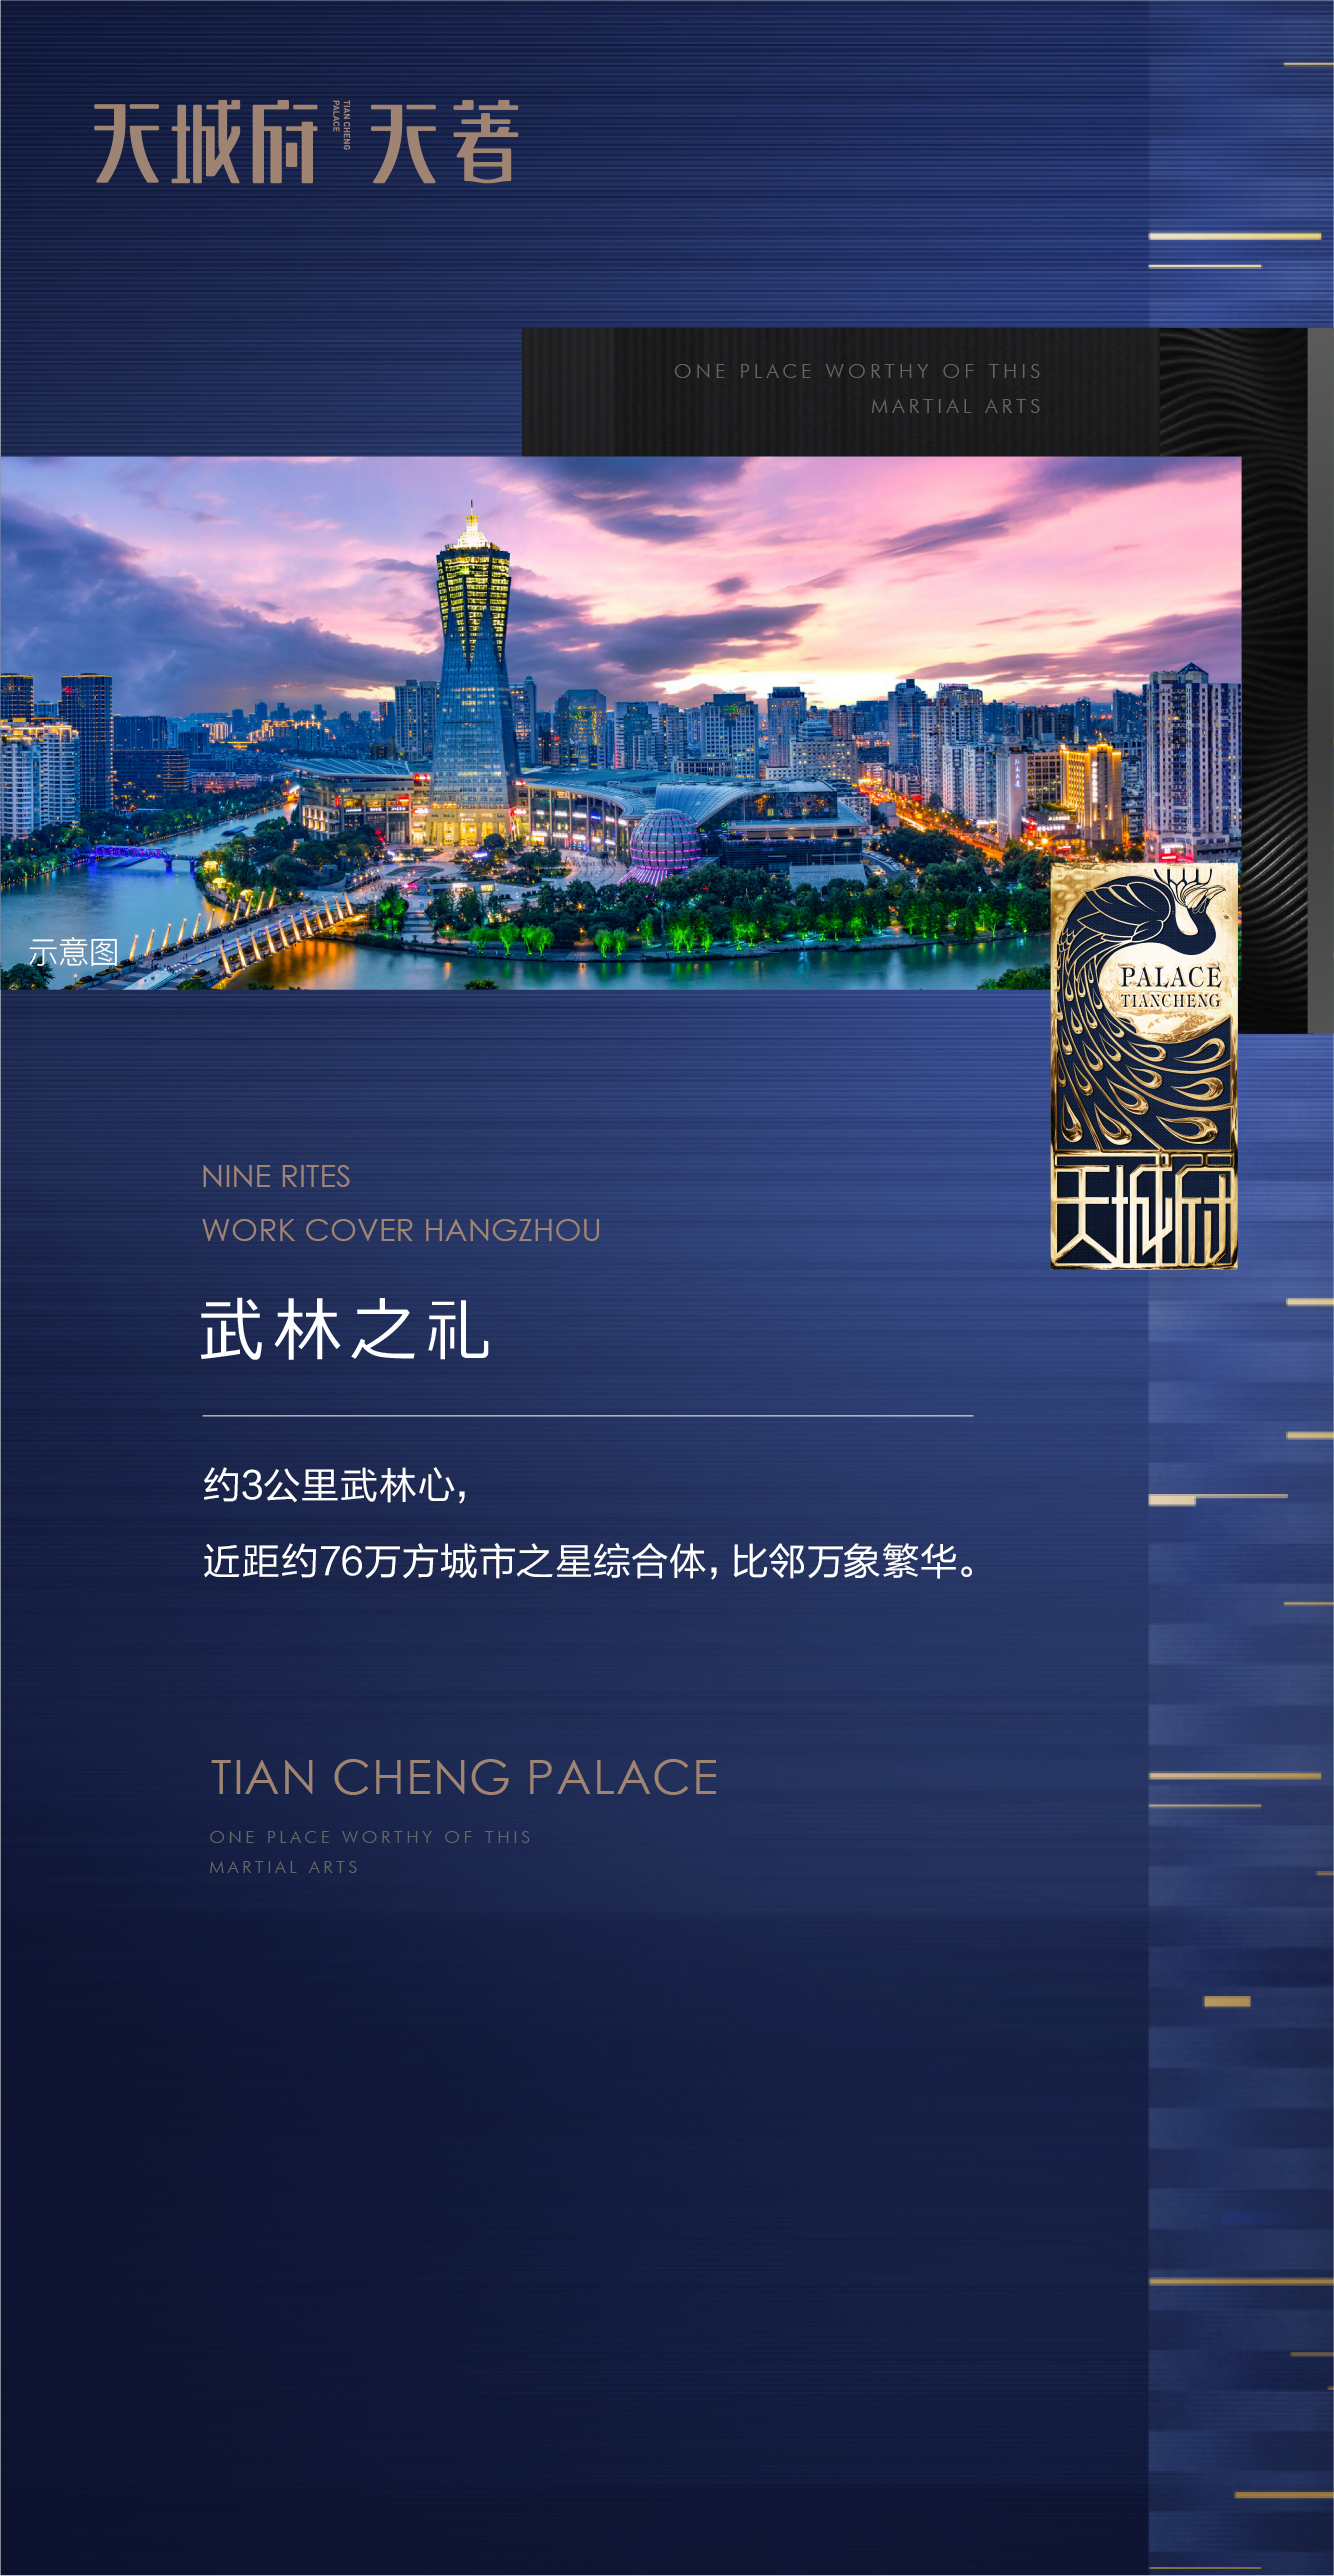 天城府 天著
TIAN CHENG
PALACE
ONE PLACE WORTHY OF THIS
MARTIAL ARTS
示意图
PALACE
TIANCHENG
天城府
NINE RITES
WORK COVER HANGZHOU
武林之礼
约3公里武林心，
近距约76万方城市之星综合体，比邻万象繁华。
TIAN CHENG PALACE
ONE PLACE WORTHY OF THIS
MARTIAL ARTS